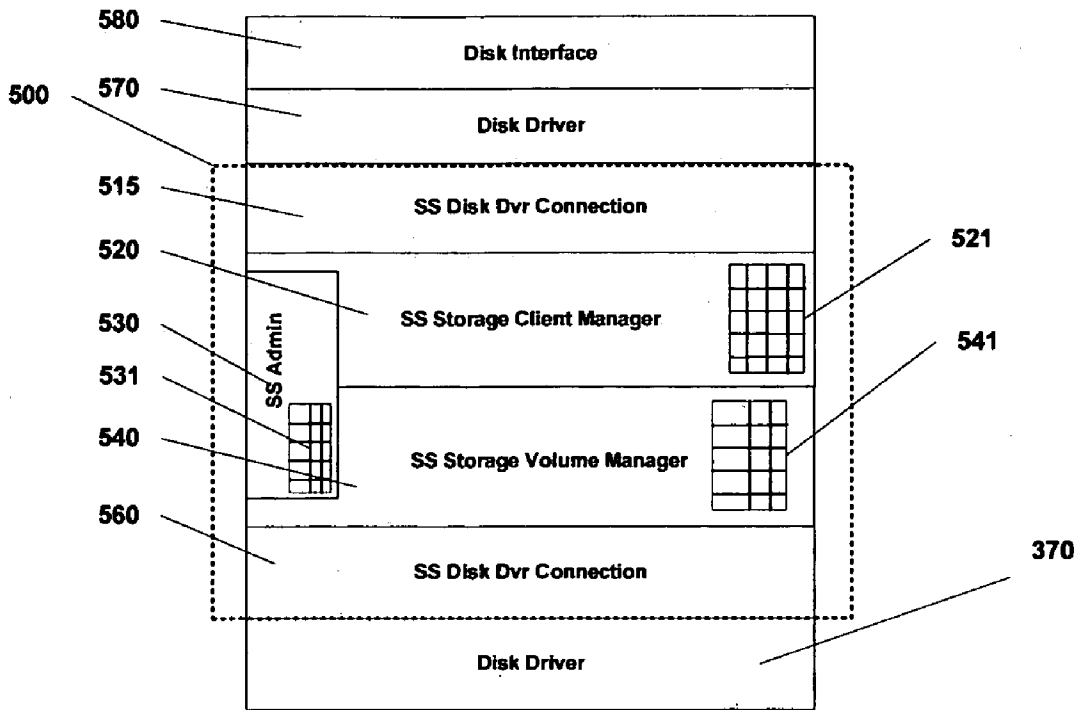 580
Disk Interface
570
500
Disk Driver
515
SS Disk Dvr Connection
520
521
SS Storage Client Manager
530
SS Admin
541
531
540
SS Storage Volume Manager
560
370
SS Disk Dvr Connection
Disk Driver